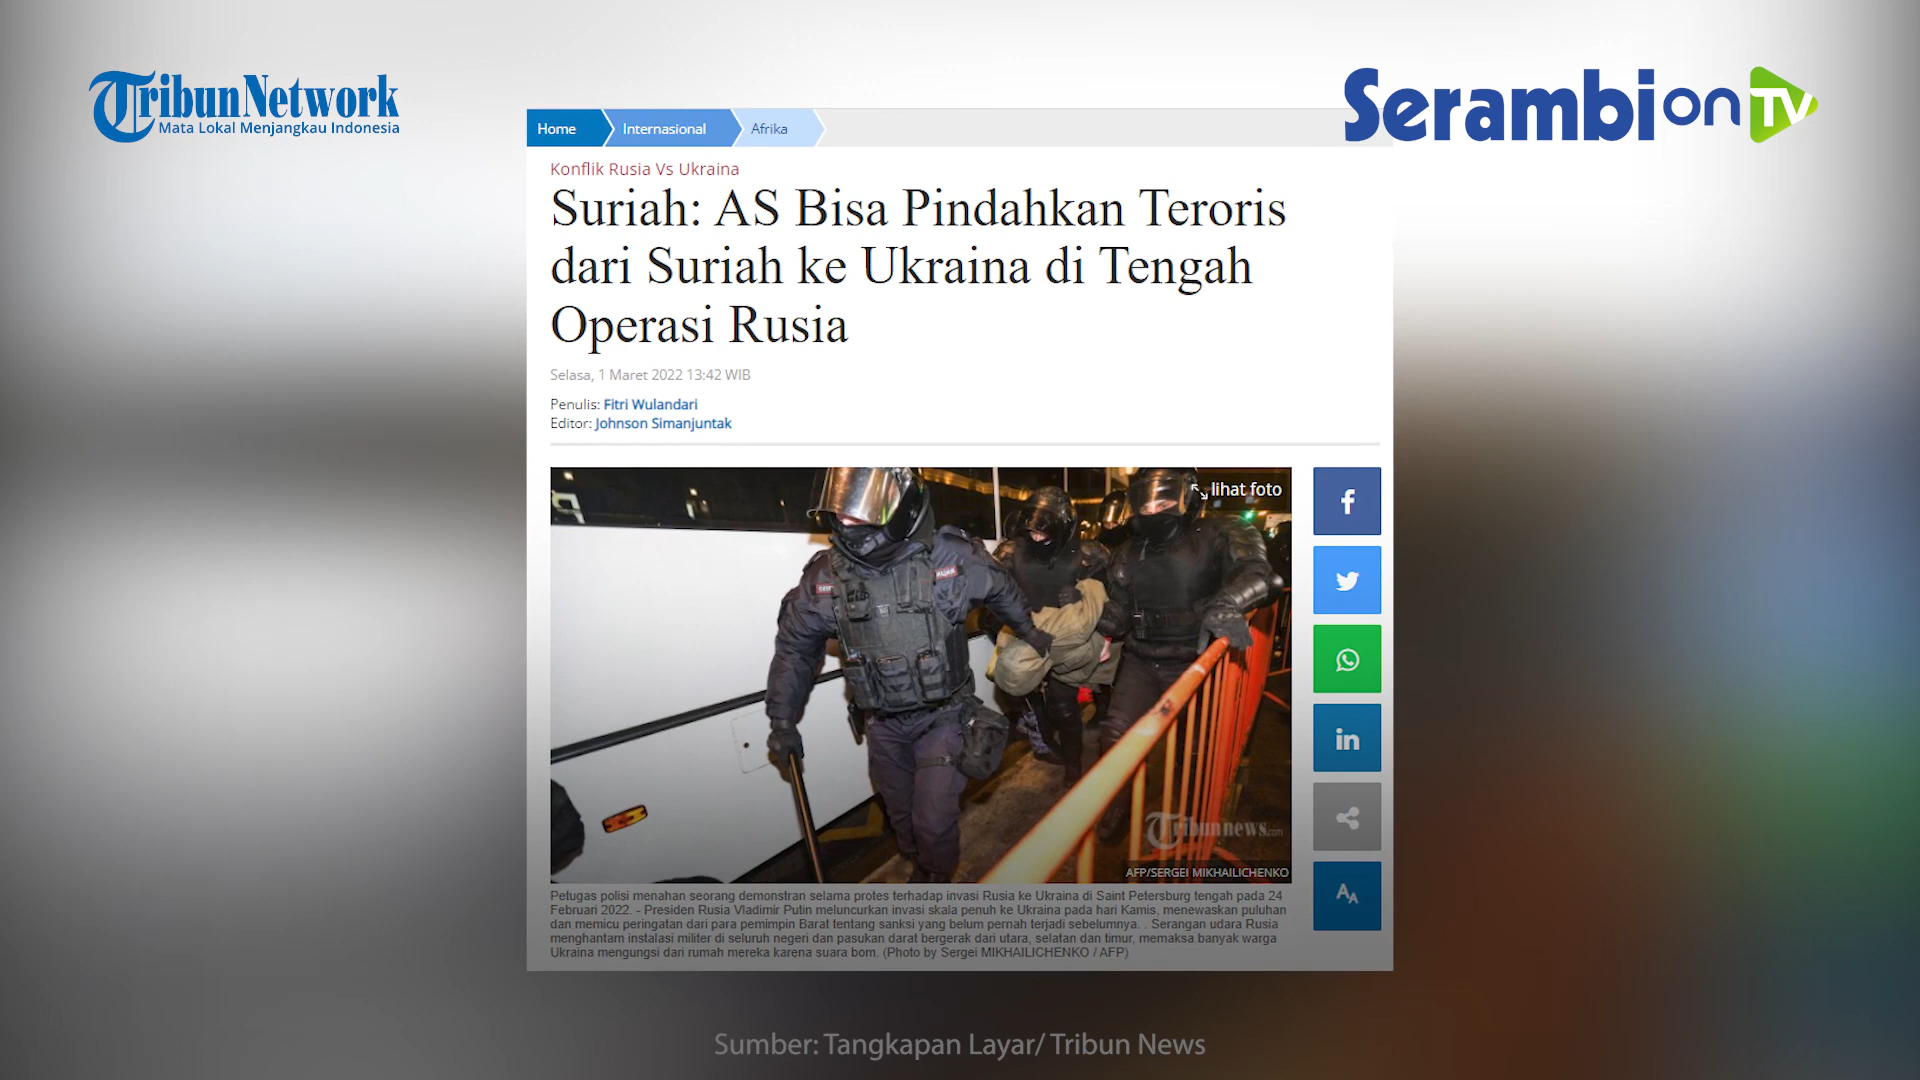 TribunNetwork
Mata Lokal Menjangkau Indonesia
Serambi on TV
Home
Internasional
Afrika
Konflik Rusia Vs Ukraina
Suriah: AS Bisa Pindahkan Teroris
dari Suriah ke Ukraina di Tengah
Operasi Rusia
Selasa, 1 Maret 2022 13:42 WIB
Penulis: Fitri Wulandari
Editor: Johnson Simanjuntak
lihat foto
Tribunnews.com
AFP/SERGEI MIKHAILICHENKO
Petugas polisi menahan seorang demonstran selama protes terhadap invasi Rusia ke Ukraina di Saint Petersburg tengah pada 24
Februari 2022. - Presiden Rusia Vladimir Putin meluncurkan invasi skala penuh ke Ukraina pada hari Kamis, menewaskan puluhan
dan memicu peringatan dari para pemimpin Barat tentang sanksi yang belum pernah terjadi sebelumnya. . Serangan udara Rusia
menghantam instalasi militer di seluruh negeri dan pasukan darat bergerak dari utara, selatan dan timur, memaksa banyak warga
Ukraina mengungsi dari rumah mereka karena suara bom. (Photo by Sergei MIKHAILICHENKO / AFP)
Sumber: Tangkapan Layar/ Tribun News